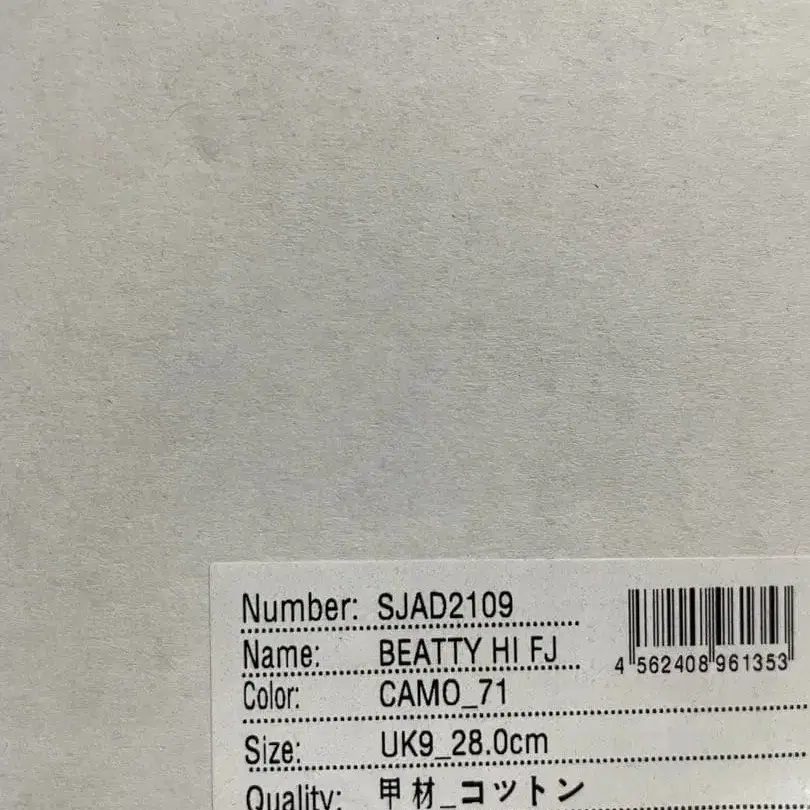 Number: SJAD2109
Name: BEATTY HI FJ
4 562408 961353
Color: CAMO_71
Size: UK9_28.0cm
Quality: 甲材_コットン